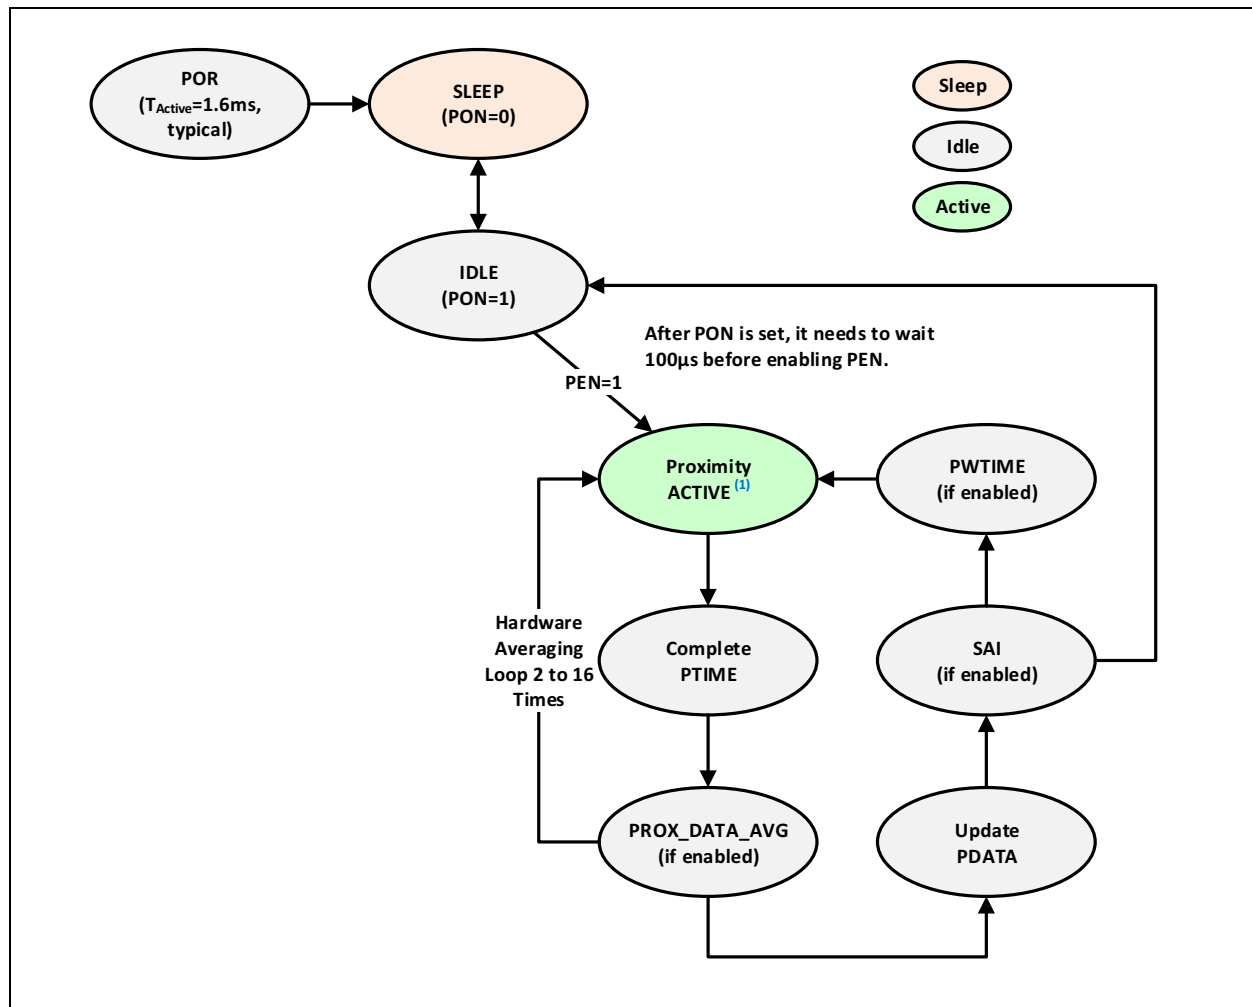 POR
(TActive=1.6ms,
typical)
SLEEP
(PON=0)
Sleep
Idle
Active
IDLE
(PON=1)
After PON is set, it needs to wait
100µs before enabling PEN.
PEN=1
Proximity
ACTIVE (1)
PWTIME
(if enabled)
Hardware
Averaging
Loop 2 to 16
Times
Complete
PTIME
SAI
(if enabled)
PROX_DATA_AVG
(if enabled)
Update
PDATA